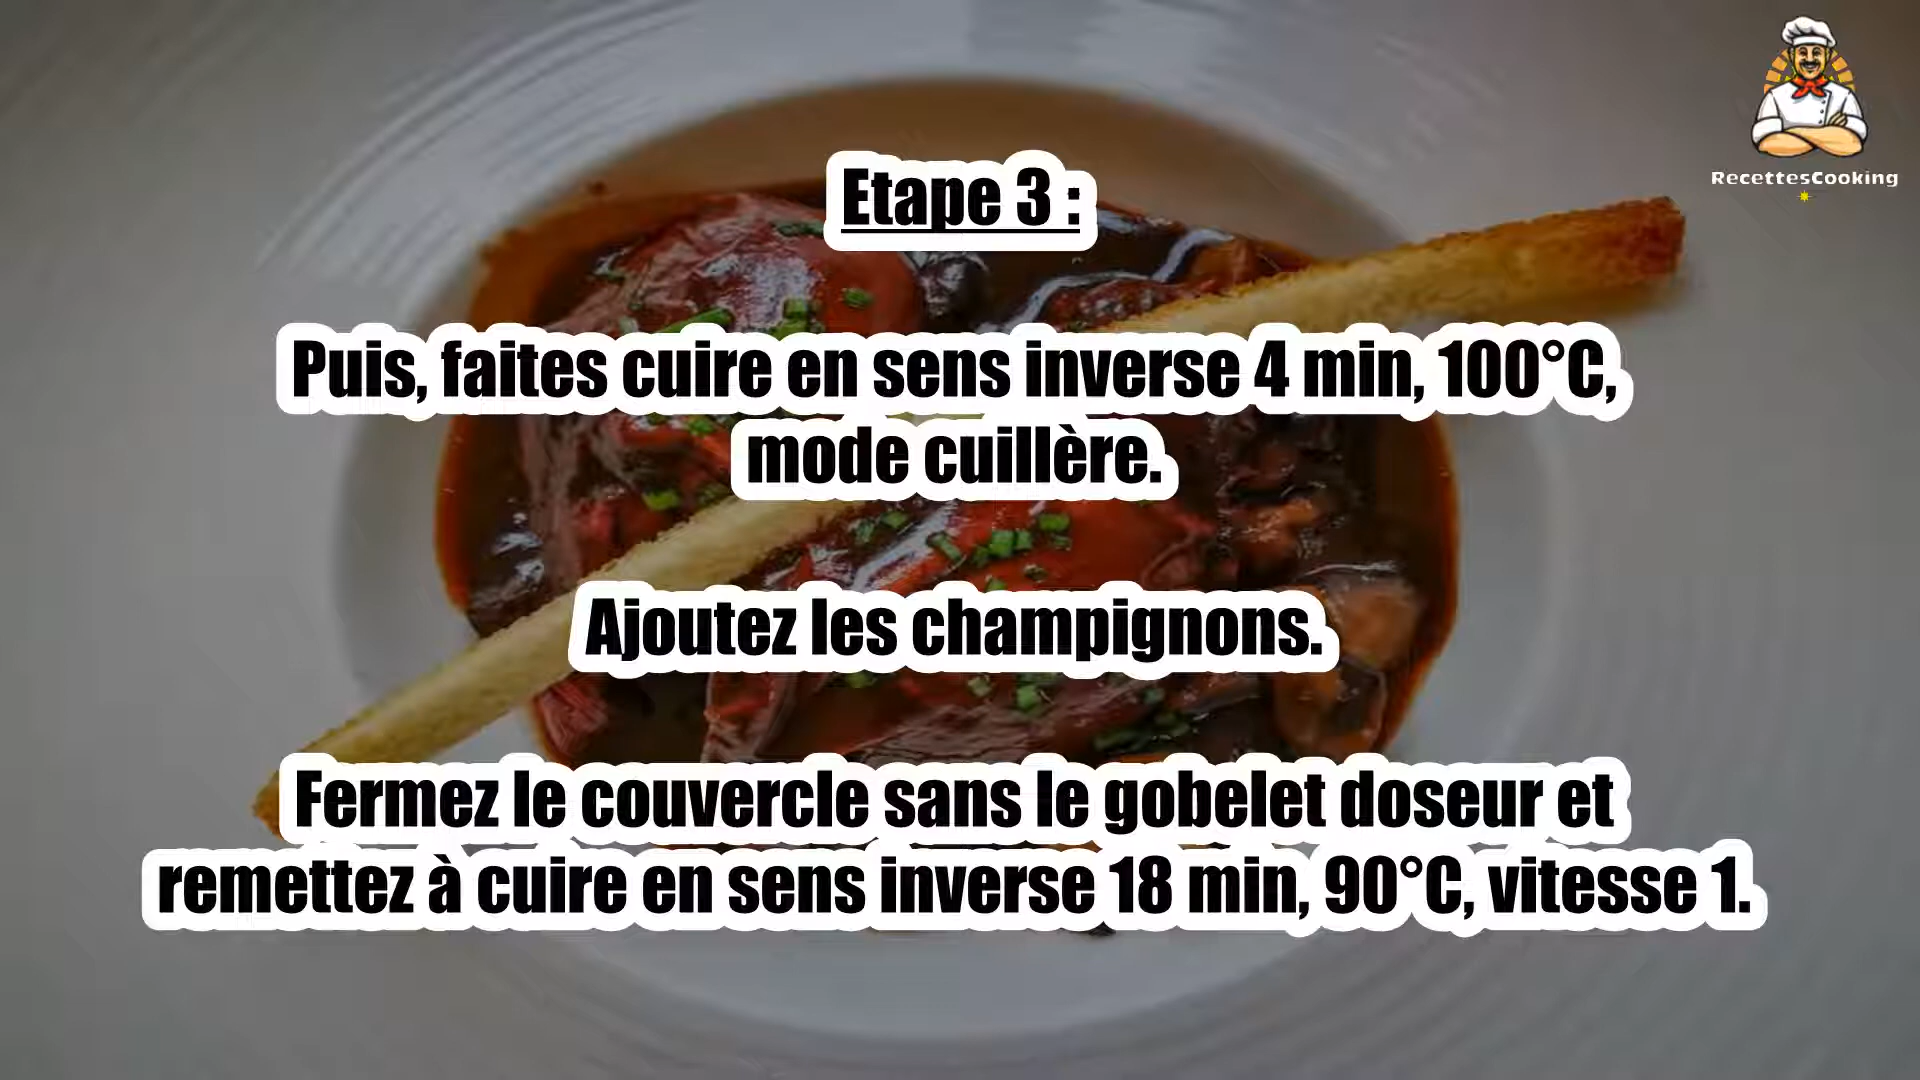 RecettesCooking
Etape 3 :
Puis, faites cuire en sens inverse 4 min, 100°C,
mode cuillère.
Ajoutez les champignons.
Fermez le couvercle sans le gobelet doseur et
remettez à cuire en sens inverse 18 min, 90°C, vitesse 1.